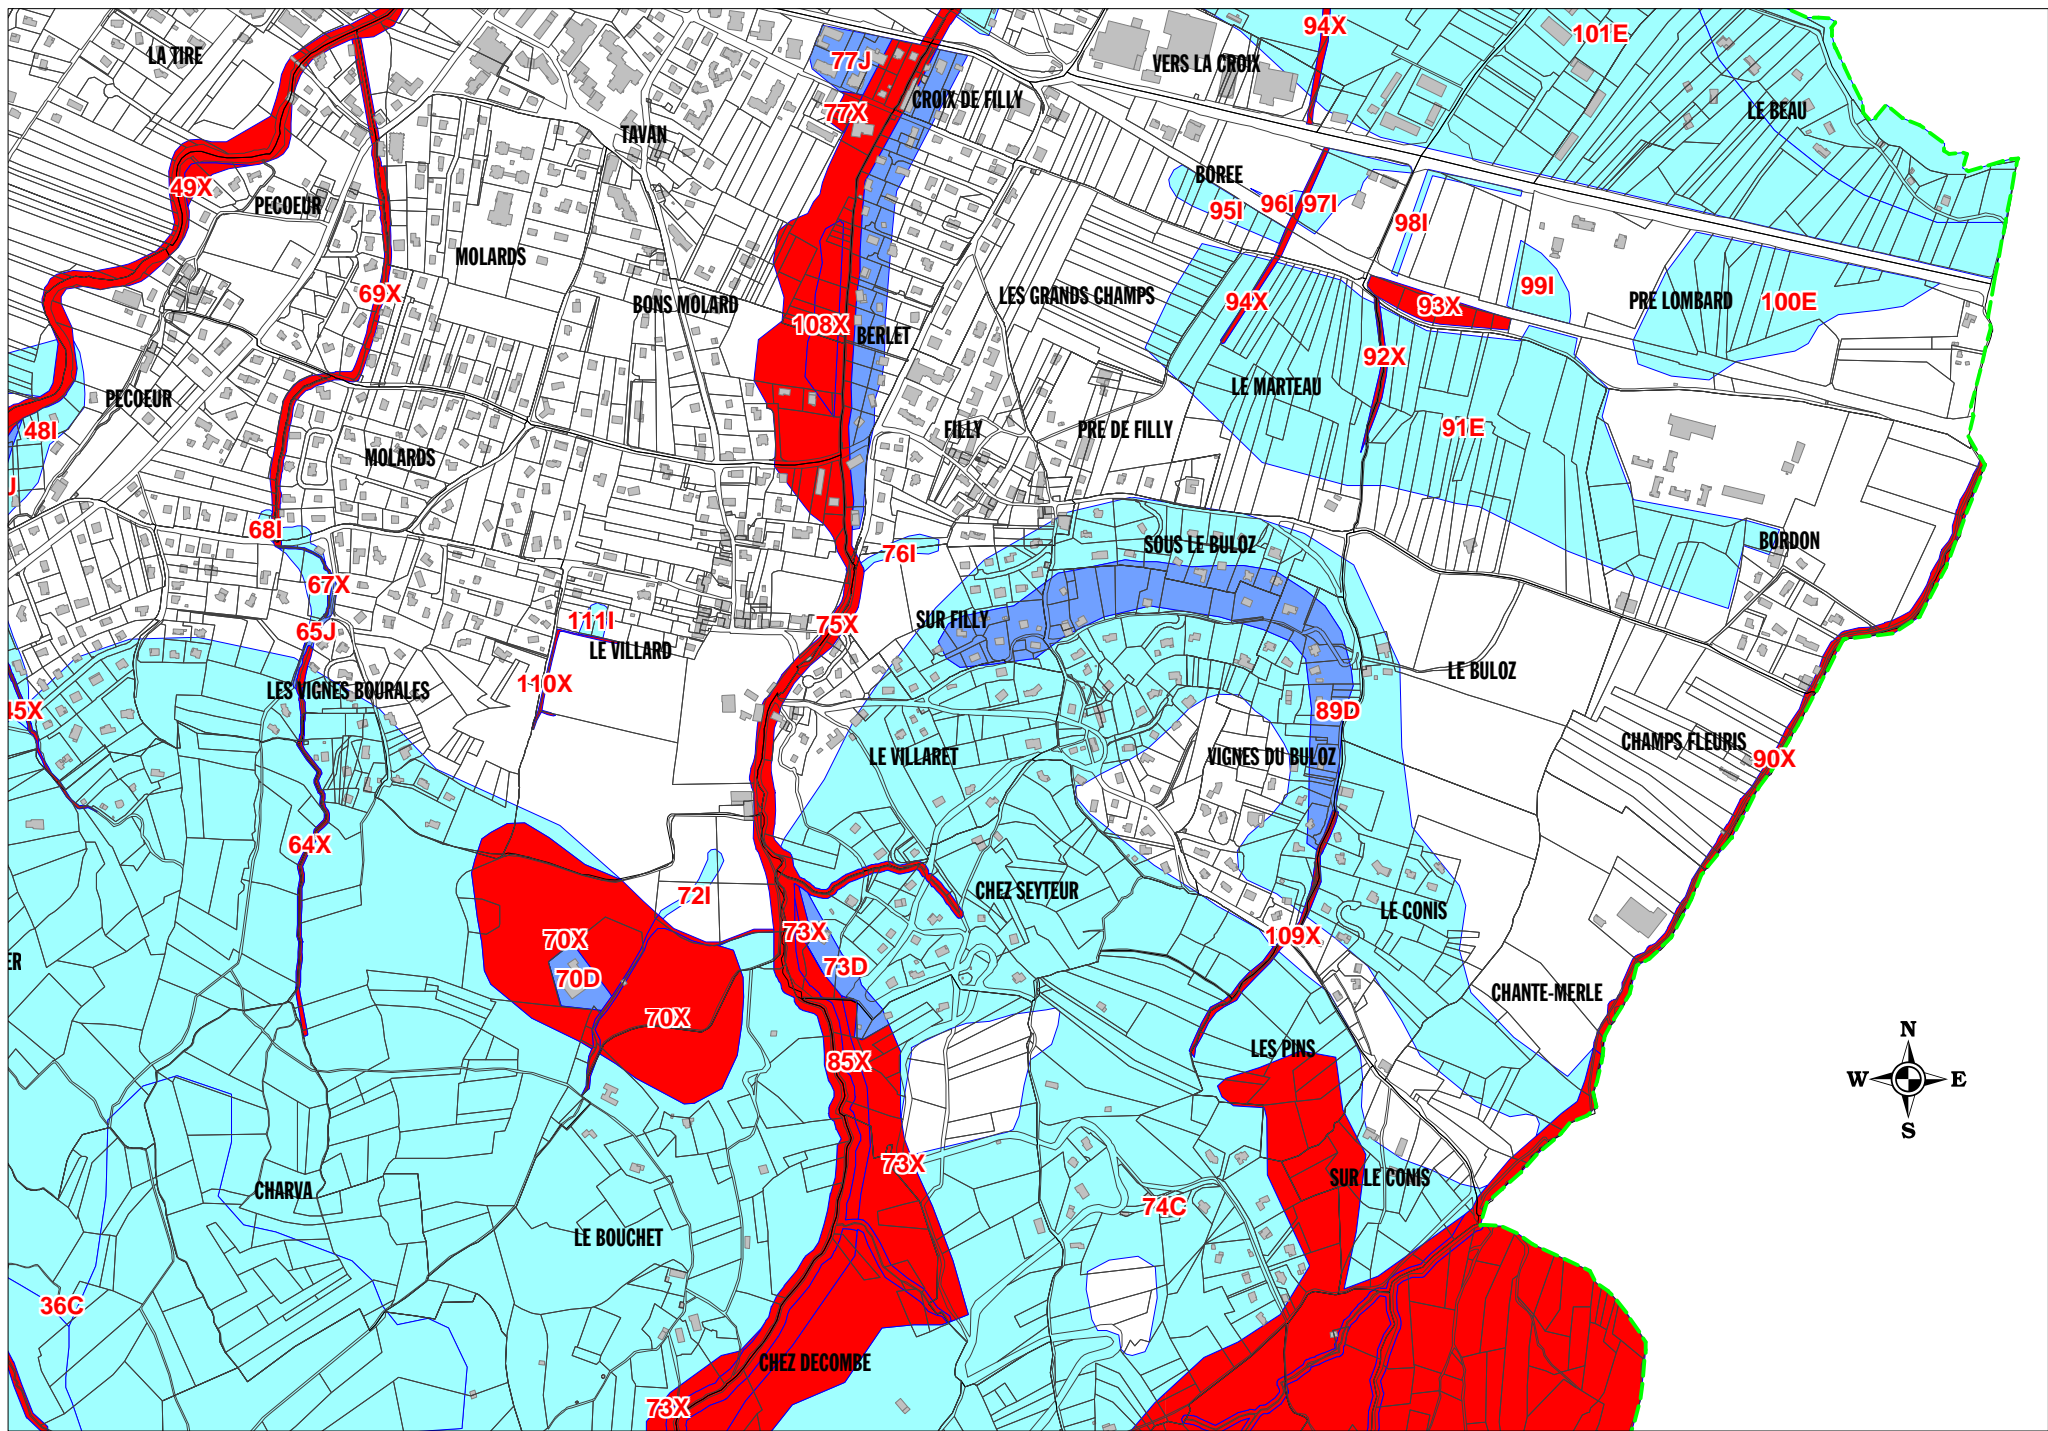 94X
101E
LA TIRE
77J
VERS LA CROIX
CROIX DE FILLY
77X
LE BEAU
TAVAN
49X
PECOEUR
BOREE
95I
96I
97I
98I
MOLARDS
69X
BONS MOLARD
LES GRANDS CHAMPS
94X
93X
99I
PRE LOMBARD
100E
108X
BERLET
92X
PECOEUR
LE MARTEAU
48I
MOLARDS
FILLY
PRE DE FILLY
91E
J
68I
76I
SOUS LE BULOZ
BORDON
67X
111I
65J
75X
SUR FILLY
LE VILLARD
LES VIGNES BOURALES
110X
LE BULOZ
45X
89D
LE VILLARET
VIGNES DU BULOZ
CHAMPS FLEURIS
90X
64X
72I
CHEZ SEYTEUR
LE CONIS
70X
73X
109X
ER
70D
73D
CHANTE-MERLE
70X
85X
LES PINS
N
W
E
S
73X
SUR LE CONIS
CHARVA
74C
LE BOUCHET
36C
CHEZ DECOMBE
73X